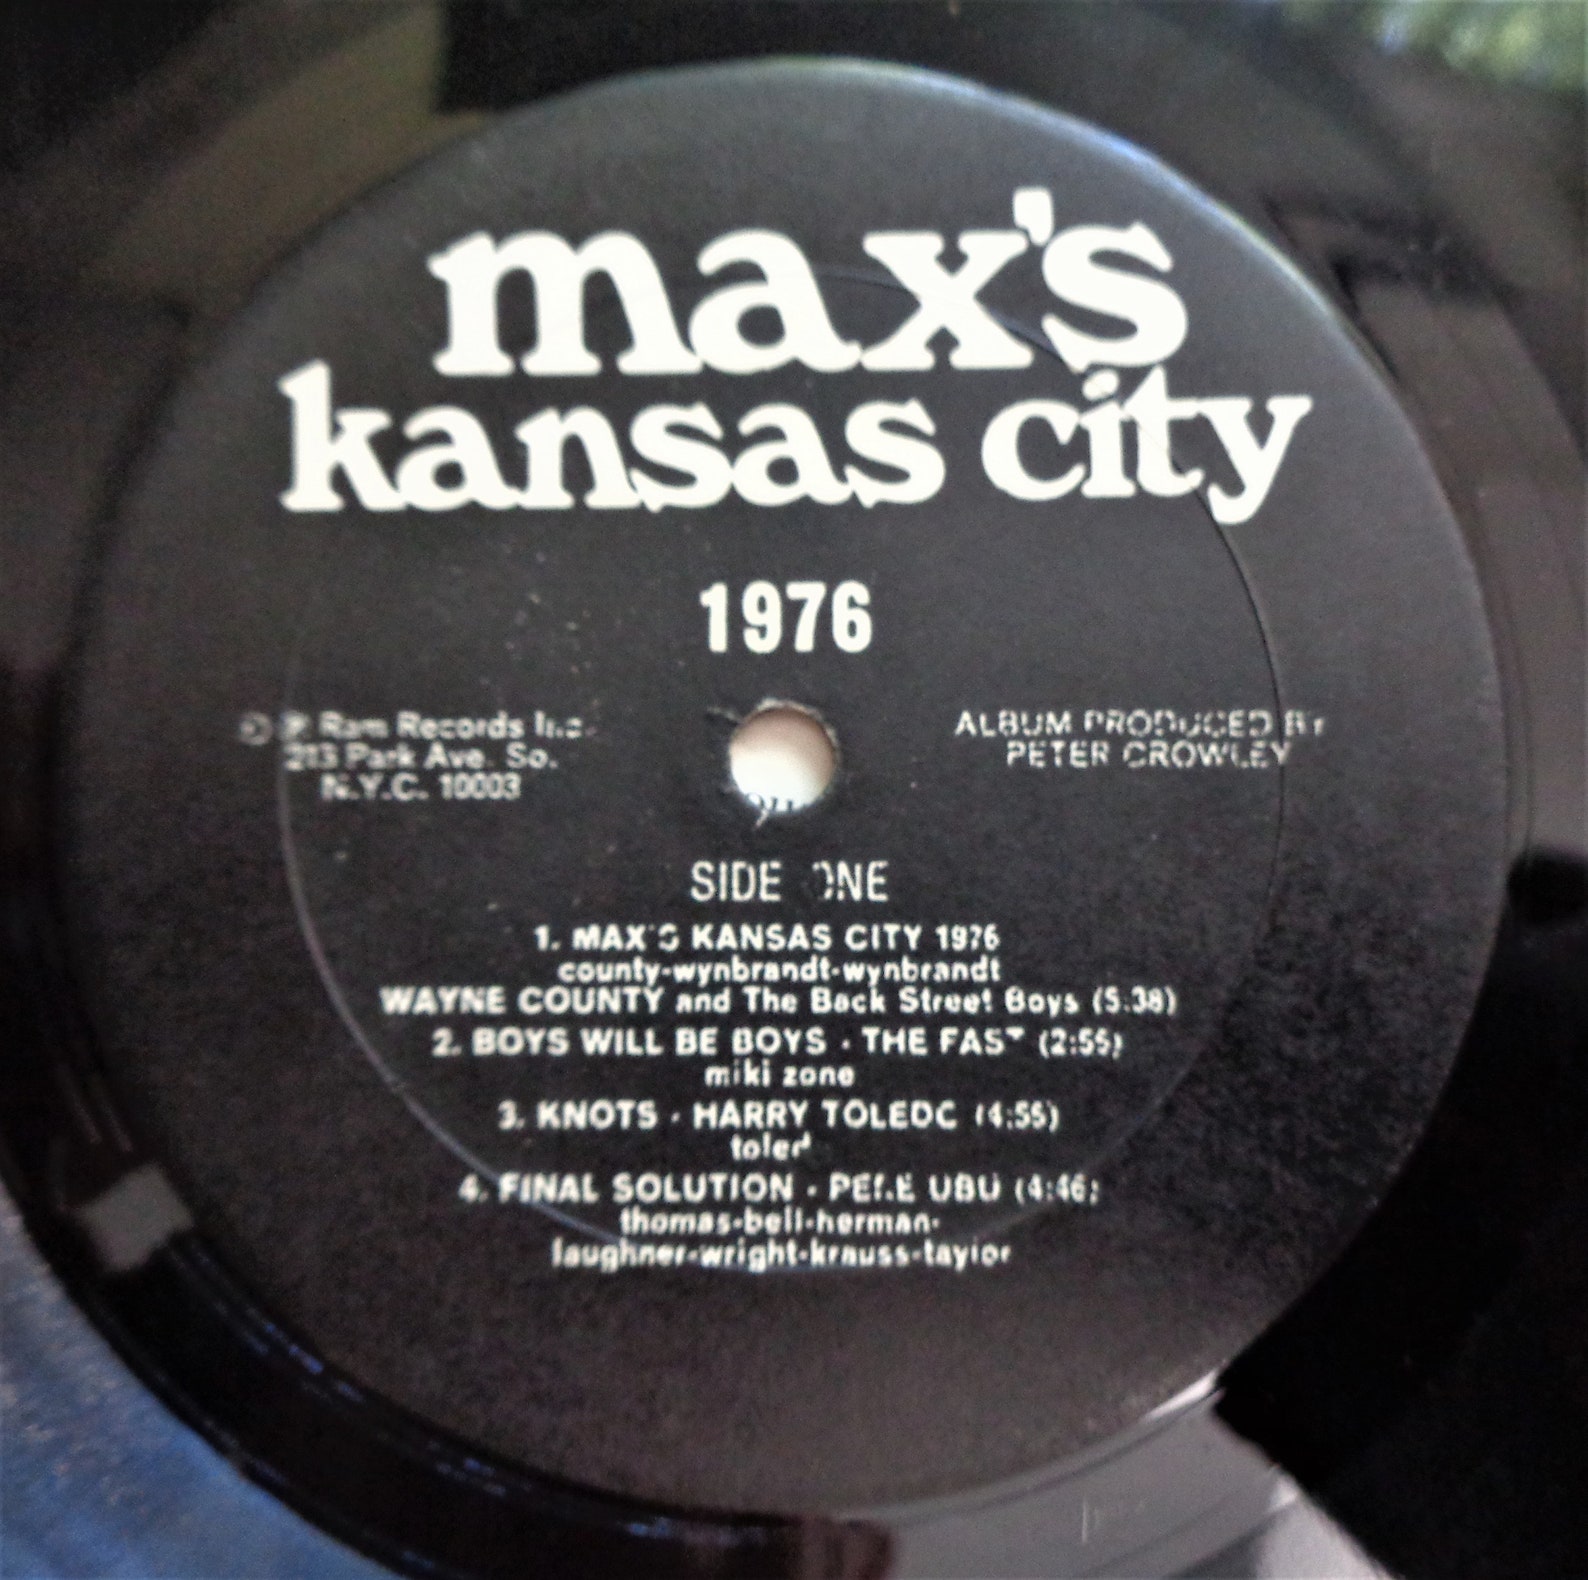 max's
kansas city
1976
© P Ram Records Inc.
213 Park Ave. So.
N.Y.C. 10003
ALBUM PRODUCED BY
PETER CROWLEY
SIDE ONE
1. MAX'S KANSAS CITY 1976
county-wynbrandt-wynbrandt
WAYNE COUNTY and The Back Street Boys (5:38)
2. BOYS WILL BE BOYS · THE FAST (2:55)
miki zone
3. KNOTS · HARRY TOLEDO (4:55)
4. FINAL SOLUTION · PERE UBU (4:46)
thomas-bell-herman-
laughner-wright-krauss-taylor